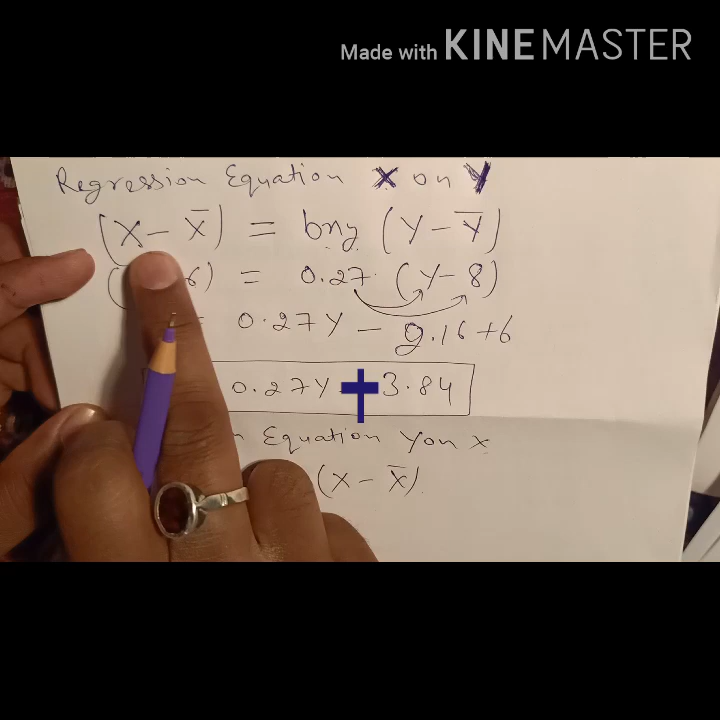 Made with KINEMASTER
Regression Equation X on Y
(X - X̄) = bxy (Y - Y̅)
( 6) = 0.27 (Y - 8)
= 0.27Y - 9.16 + 6
0.27Y + 3.84
n Equation Y on X
(X - X̄)